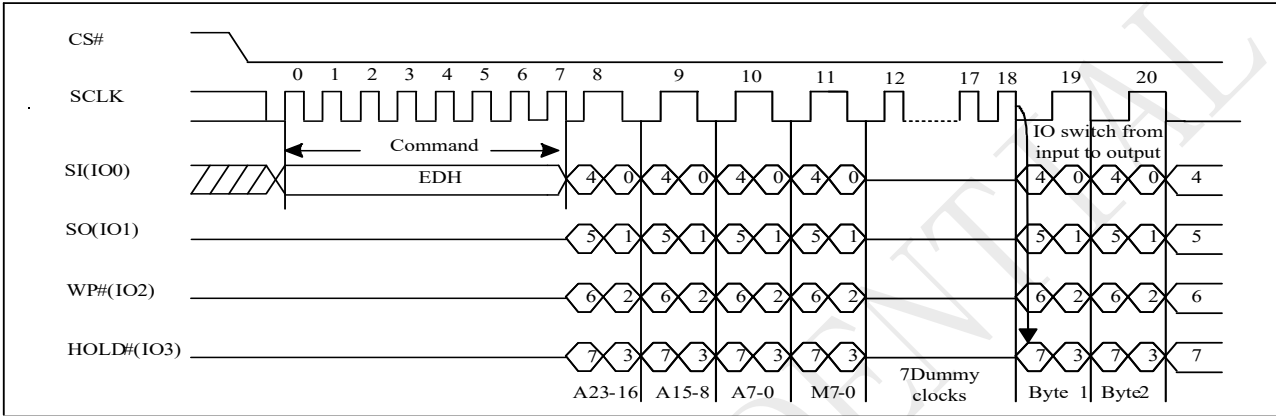 CS#
0 1 2 3 4 5 6 7 8 9 10 11 12 17 18 19 20
SCLK
IO switch from
input to output
Command
SI(IO0)
EDH
4 0 4 0 4 0 4 0 4 0 4 0 4
SO(IO1)
5 1 5 1 5 1 5 1 5 1 5 1 5
WP#(IO2)
6 2 6 2 6 2 6 2 6 2 6 2 6
HOLD#(IO3)
7 3 7 3 7 3 7 3 7 3 7 3 7
A23-16 A15-8 A7-0 M7-0 7Dummy Byte 1 Byte2
clocks